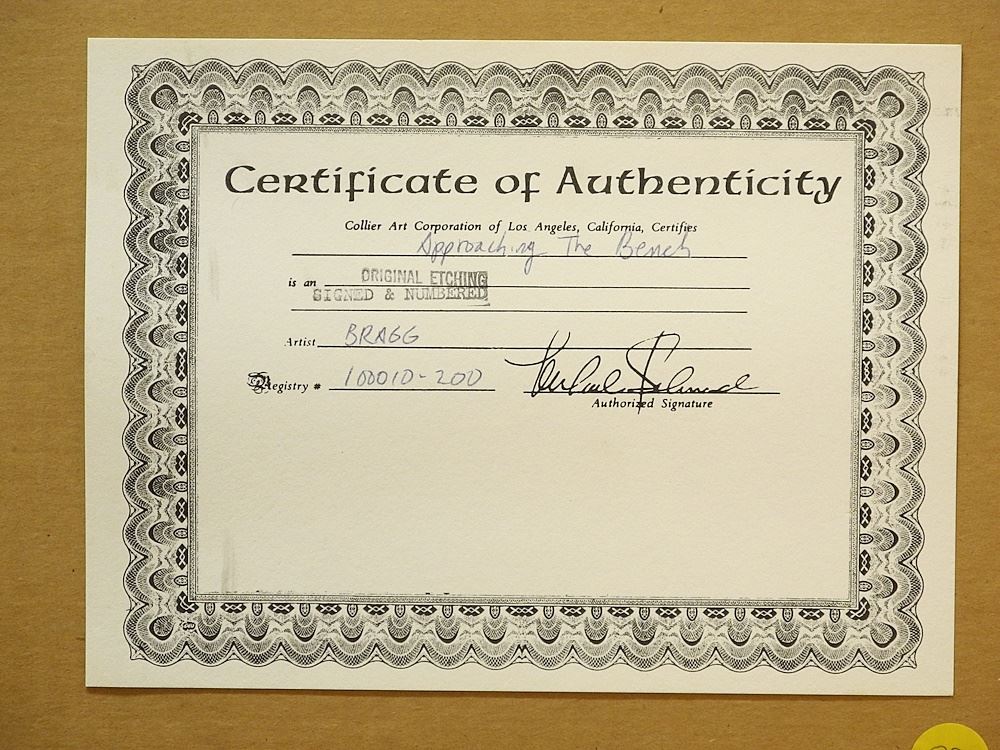 Certificate of Authenticity
Collier Art Corporation of Los Angeles, California, Certifies
Approaching The Bench
is an ORIGINAL ETCHING
SIGNED & NUMBERED
Artist BRAGG
Registry # 100010-200
Authorized Signature